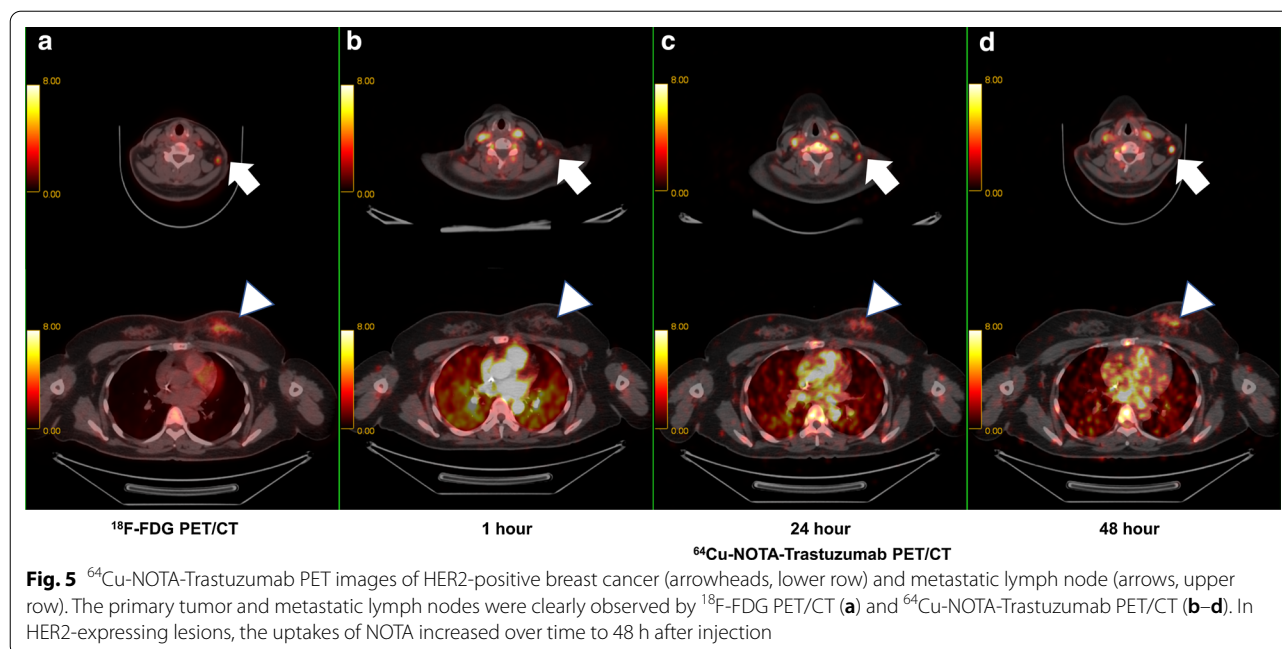 a b c d
8.00 8.00 8.00 8.00
0.00 0.00 0.00 0.00
8.00 8.00 8.00 8.00
0.00 0.00 0.00 0.00
¹⁸F-FDG PET/CT 1 hour 24 hour 48 hour
⁶⁴Cu-NOTA-Trastuzumab PET/CT
Fig. 5 ⁶⁴Cu-NOTA-Trastuzumab PET images of HER2-positive breast cancer (arrowheads, lower row) and metastatic lymph node (arrows, upper
row). The primary tumor and metastatic lymph nodes were clearly observed by ¹⁸F-FDG PET/CT (a) and ⁶⁴Cu-NOTA-Trastuzumab PET/CT (b–d). In
HER2-expressing lesions, the uptakes of NOTA increased over time to 48 h after injection